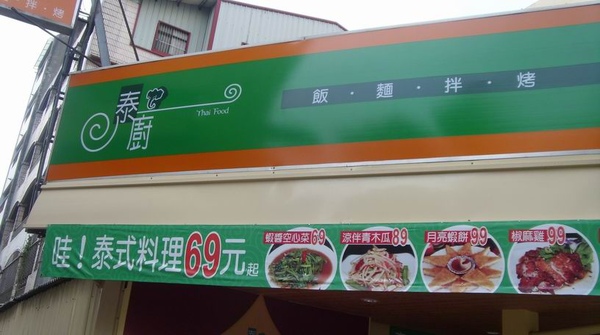 拌．烤
泰廚
Thai Food
飯．麵．拌．烤
哇！泰式料理69元起
蝦醬空心菜69
涼伴青木瓜89
月亮蝦餅99
椒麻雞99